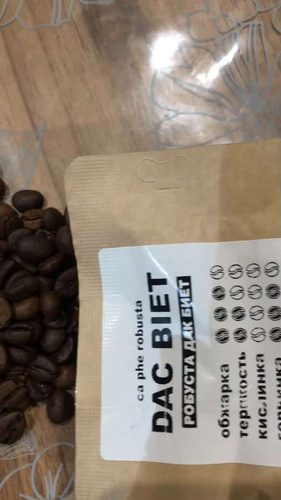 ca phe robusta
DAC BIET
РОБУСТА ДАК БИЕТ
обжарка
терпкость
кислинка